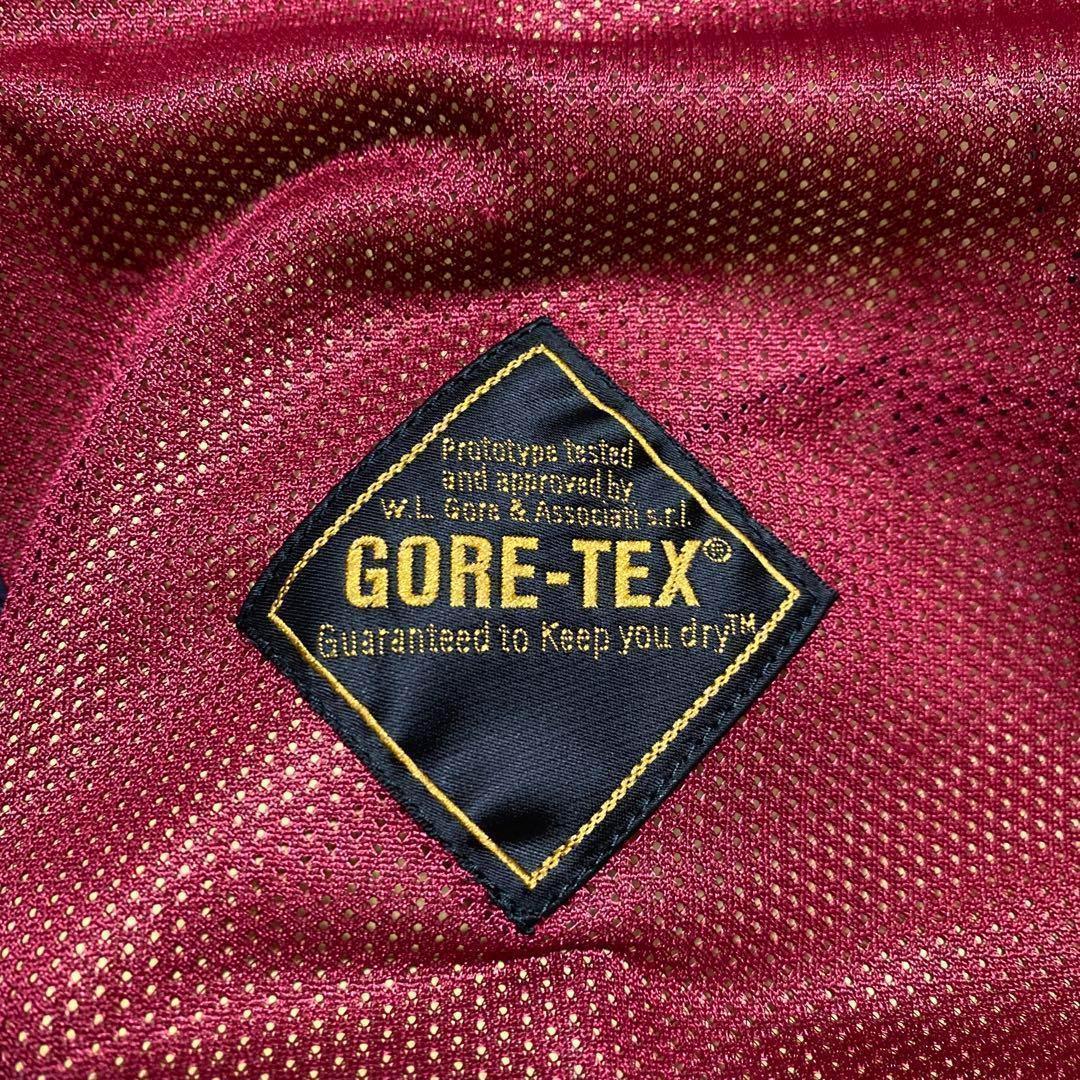 Prototype tested
and approved by
W.L. Gore & Associati s.r.l.
GORE-TEX®
Guaranteed to Keep you dry™